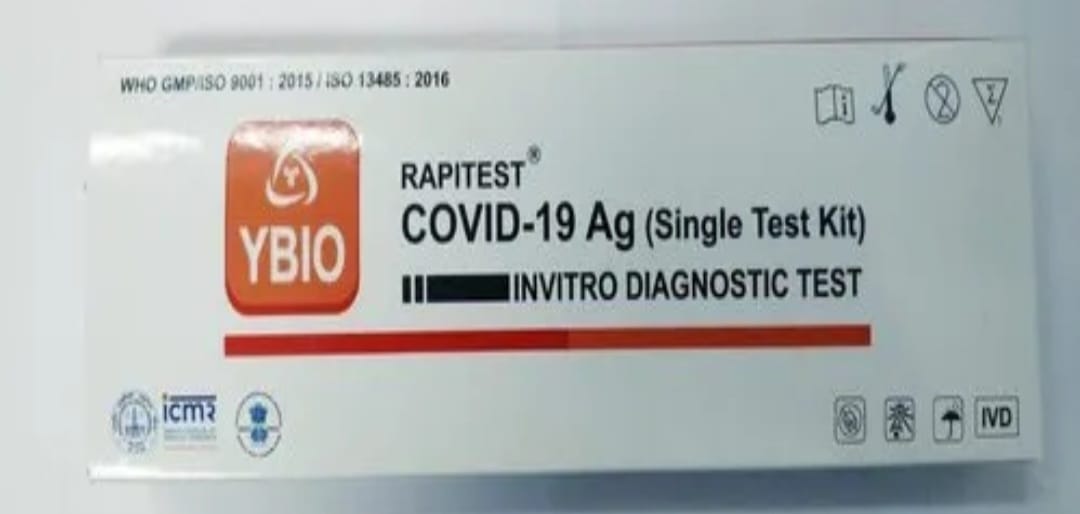 WHO GMP/ISO 9001 : 2015 / ISO 13485 : 2016
YBIO
RAPITEST®
COVID-19 Ag (Single Test Kit)
INVITRO DIAGNOSTIC TEST
icmr
IVD